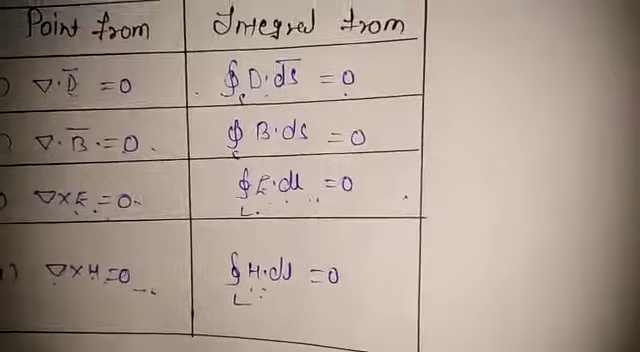 Point from Integral from
) ∇·D̅ = 0 ∮ₛ D·d̅s̅ = 0
) ∇·B̅ = 0 ∮ₛ B·ds = 0
) ∇×E = 0 ∮ E·dl = 0
L
) ∇×H = 0 ∮ H·dl = 0
L